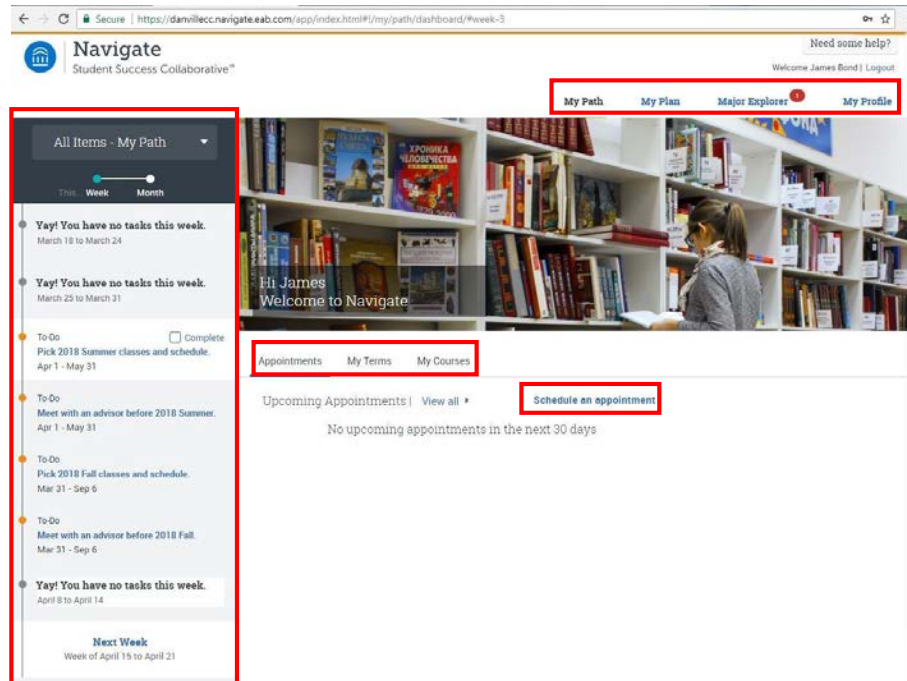 Secure | https://danvillecc.navigate.eab.com/app/index.html#!/my/path/dashboard/#week-3
Navigate
Student Success Collaborative™
Need some help?
Welcome James Bond | Logout
My Path My Plan Major Explorer 1 My Profile
All Items - My Path
This... Week Month
Yay! You have no tasks this week.
March 18 to March 24
Yay! You have no tasks this week.
March 25 to March 31
To-Do Complete
Pick 2018 Summer classes and schedule.
Apr 1 - May 31
To-Do
Meet with an advisor before 2018 Summer.
Apr 1 - May 31
To-Do
Pick 2018 Fall classes and schedule.
Mar 31 - Sep 6
To-Do
Meet with an advisor before 2018 Fall.
Mar 31 - Sep 6
Yay! You have no tasks this week.
April 8 to April 14
Next Week
Week of April 15 to April 21
ХРОНИКА
ЧЕЛОВЕЧЕСТВА
Hi James
Welcome to Navigate
Appointments My Terms My Courses
Upcoming Appointments | View all
Schedule an appointment
No upcoming appointments in the next 30 days